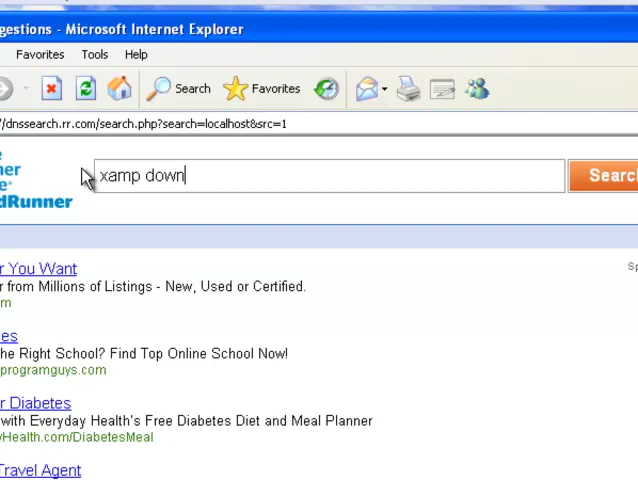 gestions - Microsoft Internet Explorer
Favorites Tools Help
Search Favorites
/dnssearch.rr.com/search.php?search=localhost&src=1
e
ner
e®
dRunner
xamp down
Search
r You Want
Sp
r from Millions of Listings - New, Used or Certified.
m
es
he Right School? Find Top Online School Now!
programguys.com
r Diabetes
with Everyday Health's Free Diabetes Diet and Meal Planner
yHealth.com/DiabetesMeal
Travel Agent